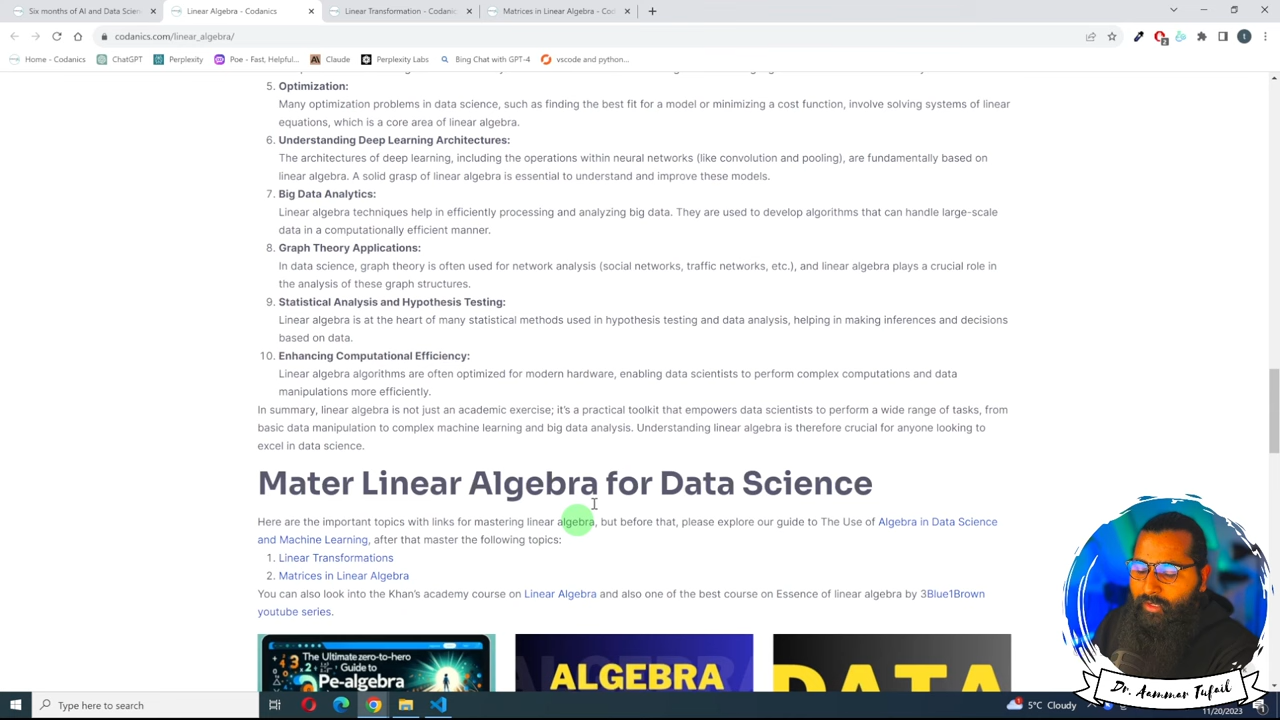 Six months of AI and Data Scien
Linear Algebra - Codanics
Linear Transformation - Codanic
Matrices in Linear Algebra - Cod
codanics.com/linear_algebra/
Home - Codanics
ChatGPT
Perplexity
Poe - Fast, Helpful...
Claude
Perplexity Labs
Bing Chat with GPT-4
vscode and python...
5. Optimization:
Many optimization problems in data science, such as finding the best fit for a model or minimizing a cost function, involve solving systems of linear
equations, which is a core area of linear algebra.
6. Understanding Deep Learning Architectures:
The architectures of deep learning, including the operations within neural networks (like convolution and pooling), are fundamentally based on
linear algebra. A solid grasp of linear algebra is essential to understand and improve these models.
7. Big Data Analytics:
Linear algebra techniques help in efficiently processing and analyzing big data. They are used to develop algorithms that can handle large-scale
data in a computationally efficient manner.
8. Graph Theory Applications:
In data science, graph theory is often used for network analysis (social networks, traffic networks, etc.), and linear algebra plays a crucial role in
the analysis of these graph structures.
9. Statistical Analysis and Hypothesis Testing:
Linear algebra is at the heart of many statistical methods used in hypothesis testing and data analysis, helping in making inferences and decisions
based on data.
10. Enhancing Computational Efficiency:
Linear algebra algorithms are often optimized for modern hardware, enabling data scientists to perform complex computations and data
manipulations more efficiently.
In summary, linear algebra is not just an academic exercise; it's a practical toolkit that empowers data scientists to perform a wide range of tasks, from
basic data manipulation to complex machine learning and big data analysis. Understanding linear algebra is therefore crucial for anyone looking to
excel in data science.
Mater Linear Algebra for Data Science
Here are the important topics with links for mastering linear algebra, but before that, please explore our guide to The Use of Algebra in Data Science
and Machine Learning, after that master the following topics:
1. Linear Transformations
2. Matrices in Linear Algebra
You can also look into the Khan's academy course on Linear Algebra and also one of the best course on Essence of linear algebra by 3Blue1Brown
youtube series.
The Ultimate zero-to-hero
Guide to
Pe-algebra
ALGEBRA
DATA
Dr. Aammar Tufail
Type here to search
5°C Cloudy
11/20/2023